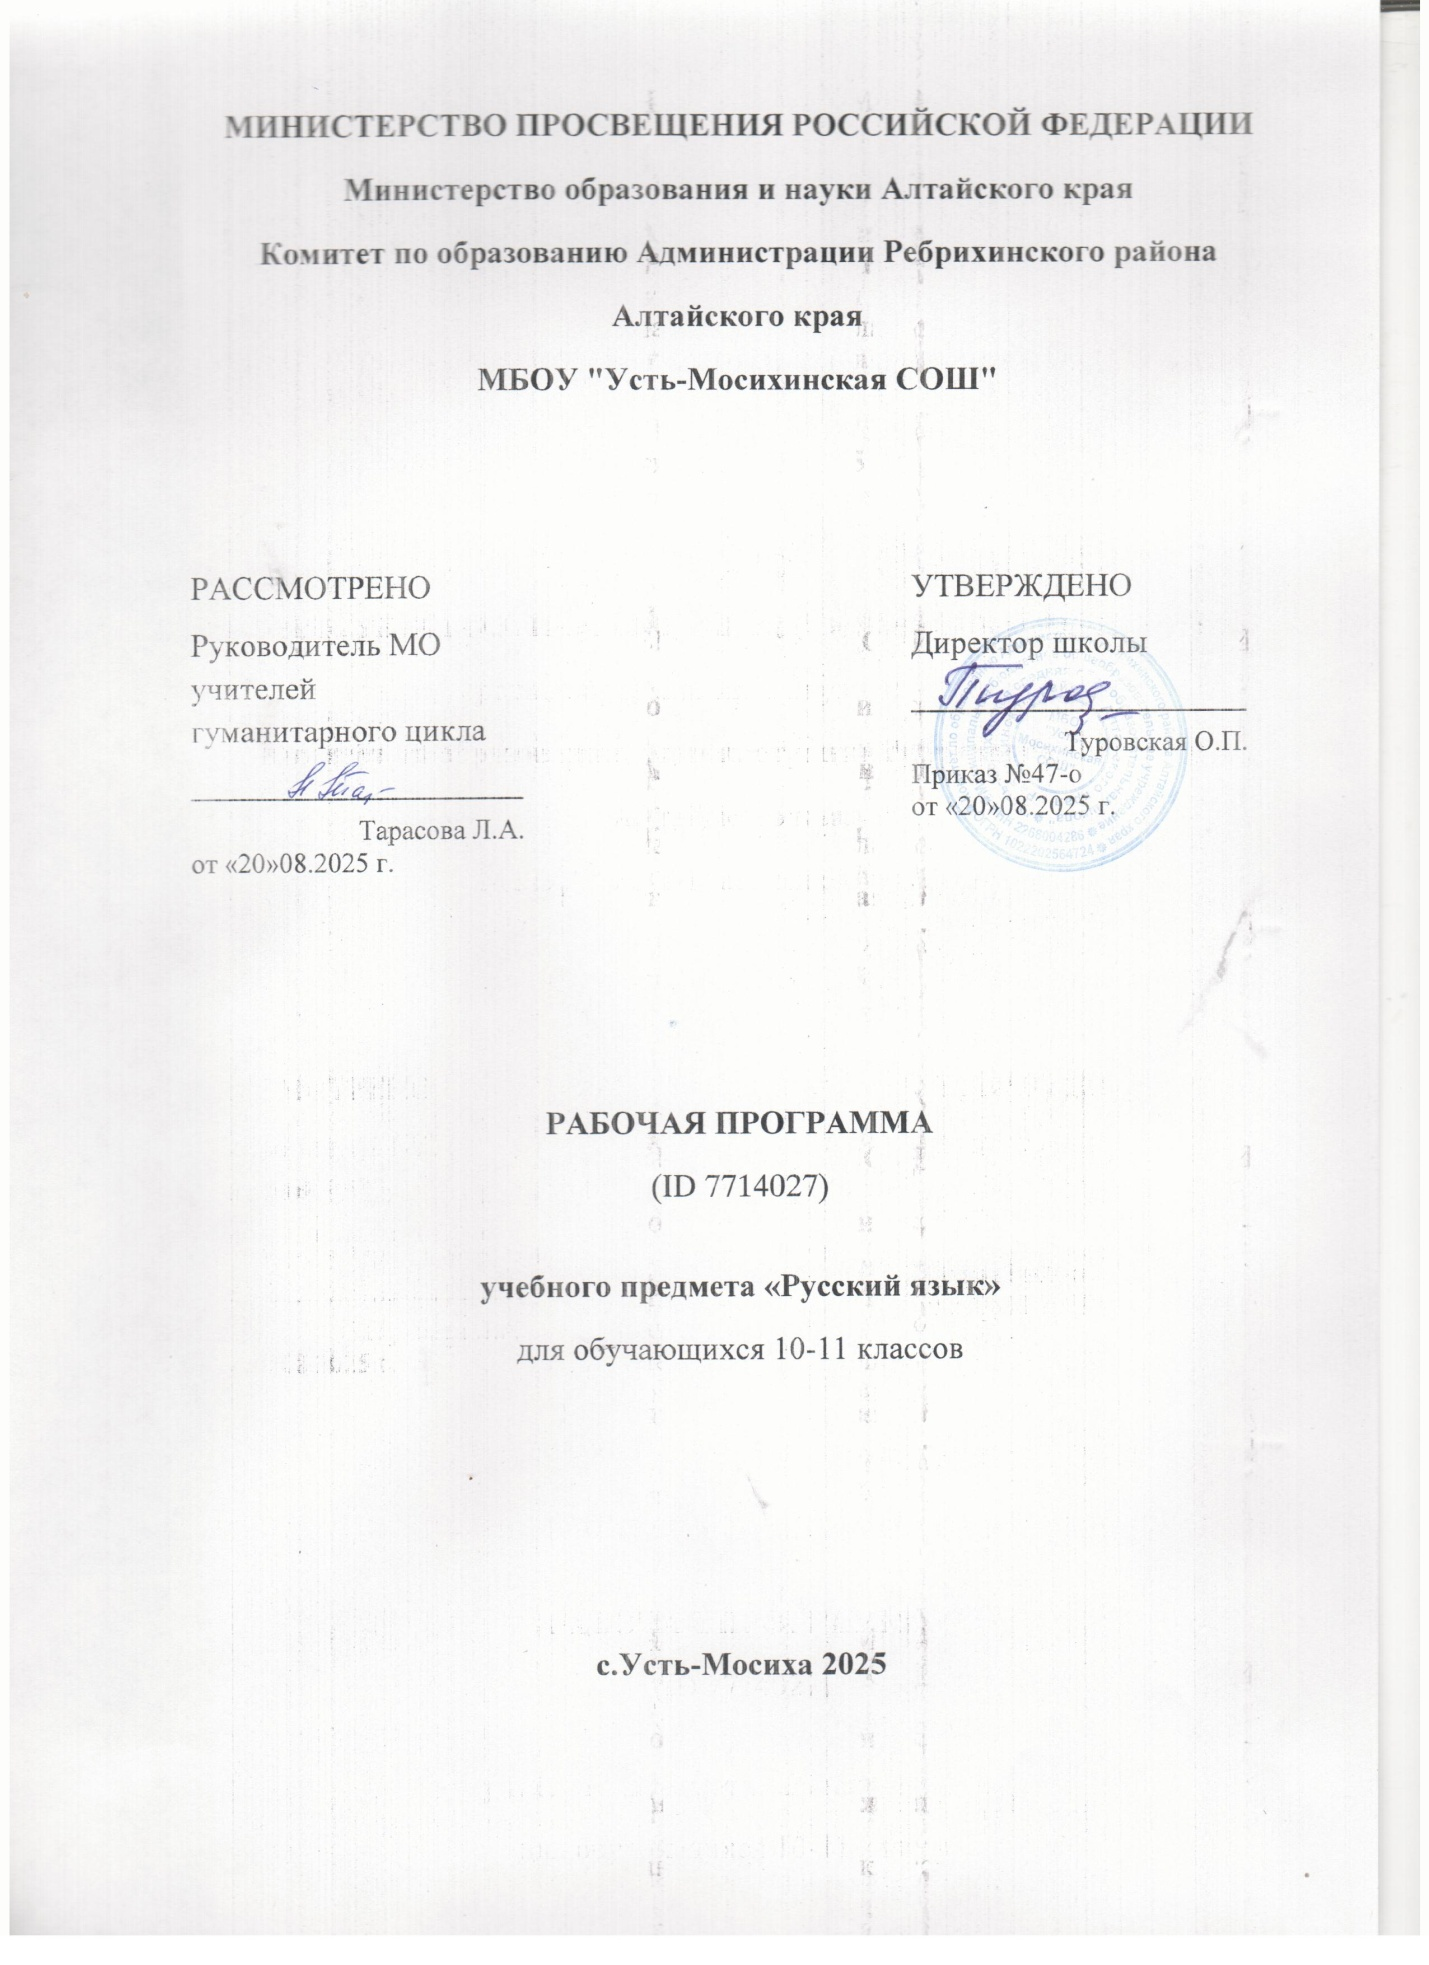 МИНИСТЕРСТВО ПРОСВЕЩЕНИЯ РОССИЙСКОЙ ФЕДЕРАЦИИ
Министерство образования и науки Алтайского края
Комитет по образованию Администрации Ребрихинского района
Алтайского края
МБОУ "Усть-Мосихинская СОШ"
РАССМОТРЕНО
Руководитель МО
учителей
гуманитарного цикла
Тарасова Л.А.
от «20»08.2025 г.
УТВЕРЖДЕНО
Директор школы
Туровская О.П.
Приказ №47-о
от «20»08.2025 г.
РАБОЧАЯ ПРОГРАММА
(ID 7714027)
учебного предмета «Русский язык»
для обучающихся 10-11 классов
с.Усть-Мосиха 2025